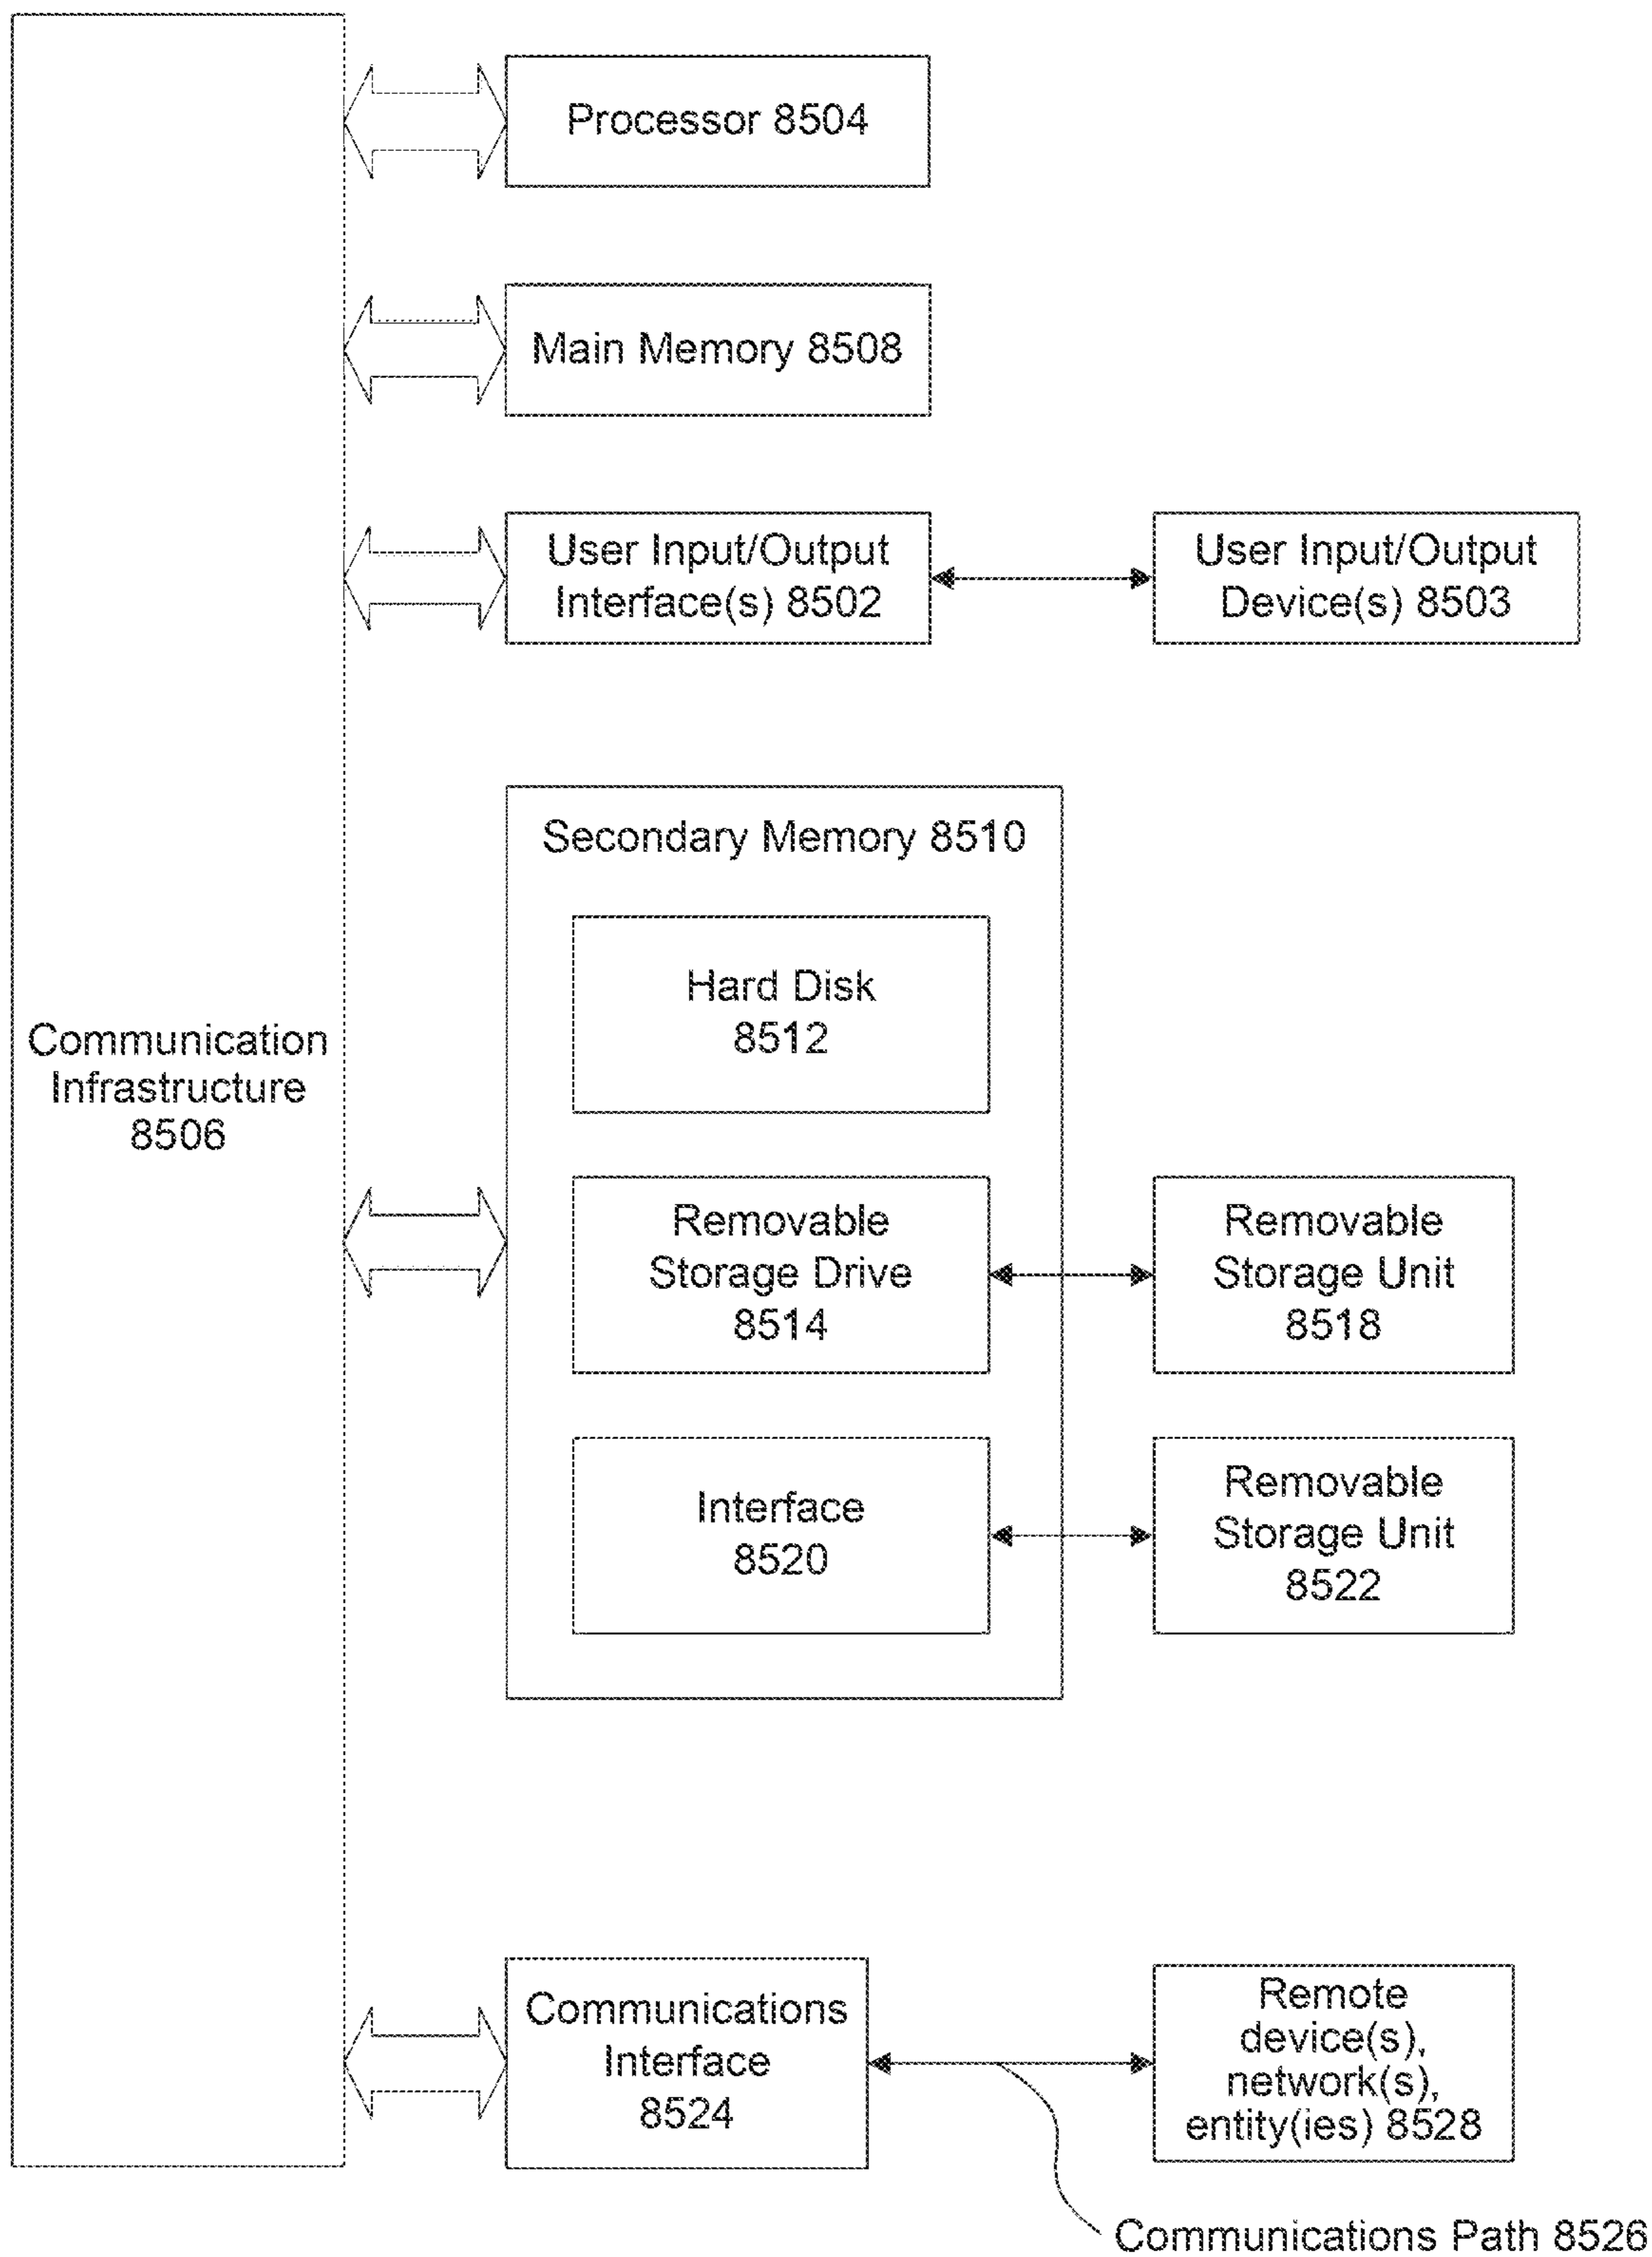 Processor 8504
Main Memory 8508
User Input/Output
Interface(s) 8502
User Input/Output
Device(s) 8503
Secondary Memory 8510
Hard Disk
8512
Communication
Infrastructure
8506
Removable
Storage Drive
8514
Removable
Storage Unit
8518
Interface
8520
Removable
Storage Unit
8522
Communications
Interface
8524
Remote
device(s),
network(s),
entity(ies) 8528
Communications Path 8526